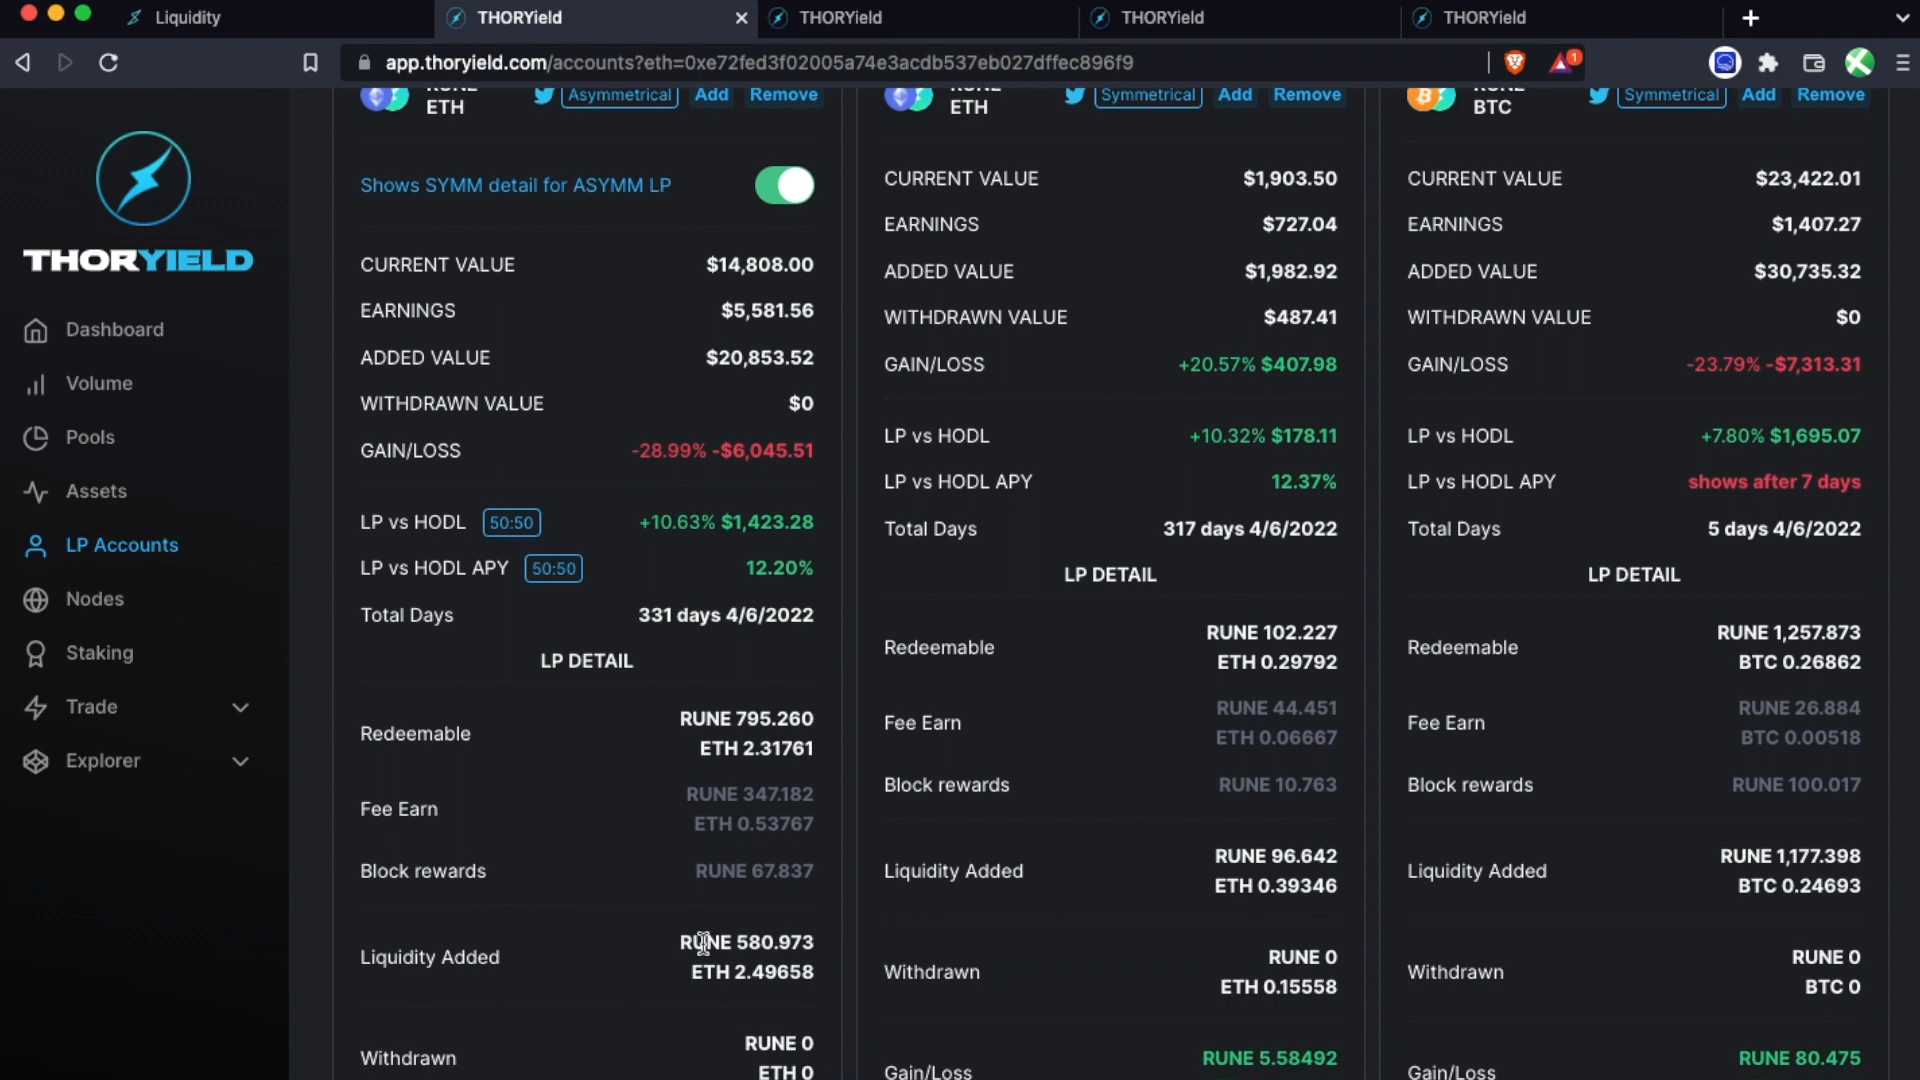 Liquidity
THORYield
THORYield
THORYield
THORYield
app.thoryield.com/accounts?eth=0xe72fed3f02005a74e3acdb537eb027dffec896f9
1
THORYIELD
Dashboard
Volume
Pools
Assets
LP Accounts
Nodes
Staking
Trade
Explorer
RUNE
ETH
Asymmetrical
Add
Remove
Shows SYMM detail for ASYMM LP
CURRENT VALUE $14,808.00
EARNINGS $5,581.56
ADDED VALUE $20,853.52
WITHDRAWN VALUE $0
GAIN/LOSS -28.99% -$6,045.51
LP vs HODL 50:50 +10.63% $1,423.28
LP vs HODL APY 50:50 12.20%
Total Days 331 days 4/6/2022
LP DETAIL
Redeemable RUNE 795.260
ETH 2.31761
Fee Earn RUNE 347.182
ETH 0.53767
Block rewards RUNE 67.837
Liquidity Added RUNE 580.973
ETH 2.49658
Withdrawn RUNE 0
ETH 0
RUNE
ETH
Symmetrical
Add
Remove
CURRENT VALUE $1,903.50
EARNINGS $727.04
ADDED VALUE $1,982.92
WITHDRAWN VALUE $487.41
GAIN/LOSS +20.57% $407.98
LP vs HODL +10.32% $178.11
LP vs HODL APY 12.37%
Total Days 317 days 4/6/2022
LP DETAIL
Redeemable RUNE 102.227
ETH 0.29792
Fee Earn RUNE 44.451
ETH 0.06667
Block rewards RUNE 10.763
Liquidity Added RUNE 96.642
ETH 0.39346
Withdrawn RUNE 0
ETH 0.15558
Gain/Loss RUNE 5.58492
RUNE
BTC
Symmetrical
Add
Remove
CURRENT VALUE $23,422.01
EARNINGS $1,407.27
ADDED VALUE $30,735.32
WITHDRAWN VALUE $0
GAIN/LOSS -23.79% -$7,313.31
LP vs HODL +7.80% $1,695.07
LP vs HODL APY shows after 7 days
Total Days 5 days 4/6/2022
LP DETAIL
Redeemable RUNE 1,257.873
BTC 0.26862
Fee Earn RUNE 26.884
BTC 0.00518
Block rewards RUNE 100.017
Liquidity Added RUNE 1,177.398
BTC 0.24693
Withdrawn RUNE 0
BTC 0
Gain/Loss RUNE 80.475